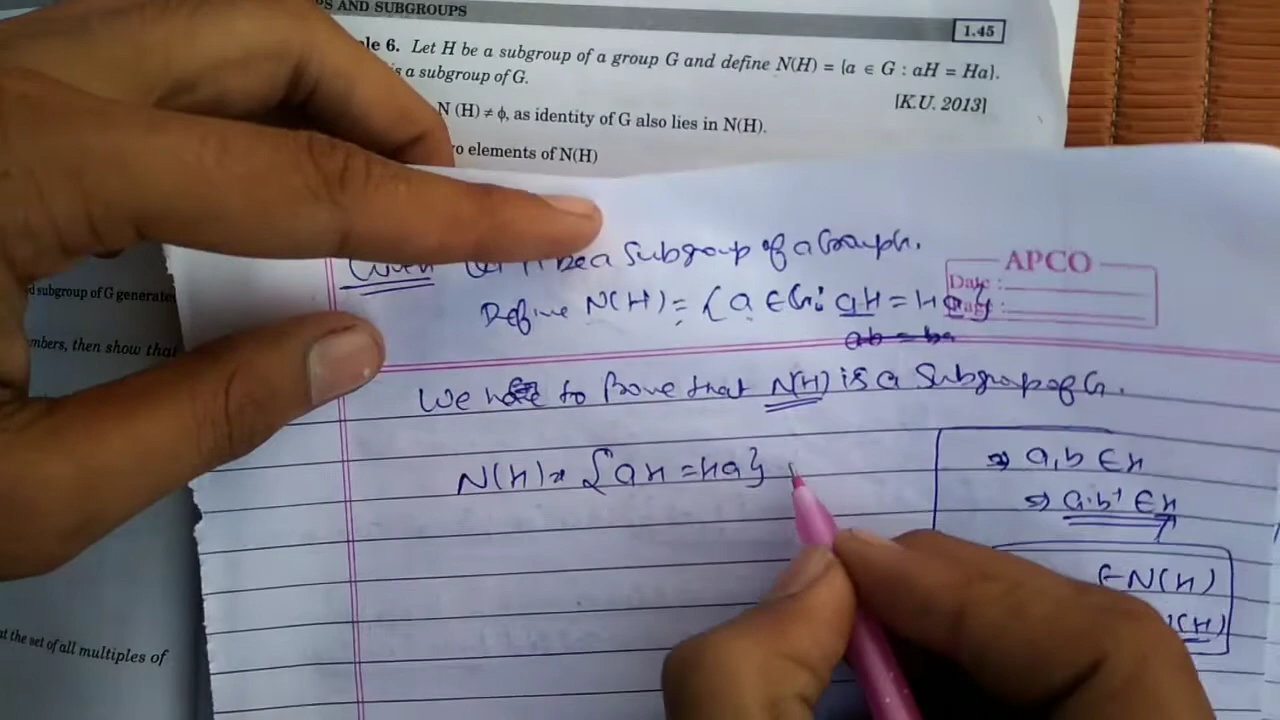 PS AND SUBGROUPS
1.45
le 6. Let H be a subgroup of a group G and define N(H) = {a ∈ G : aH = Ha}.
is a subgroup of G.
[K.U. 2013]
N (H) ≠ ϕ, as identity of G also lies in N(H).
o elements of N(H)
be a Subgroup of a Group G.
APCO
Date :
Define N(H) = { a ∈ G : aH = Ha}
ab = ba
d subgroup of G generate
mbers, then show that
We have to Prove that N(H) is a Subgroup of G.
N(H) = {aH = Ha}
⇒ a,b ∈ H
⇒ a·b⁻¹ ∈ H
∈ N(H)
N(H)
at the set of all multiples of